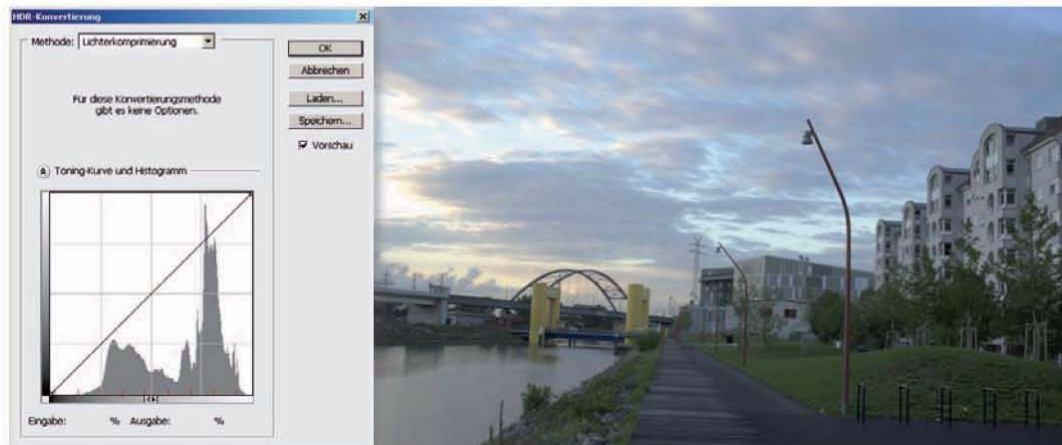 HDR-Konvertierung
Methode: Lichterkomprimierung
OK
Abbrechen
Für diese Konvertierungsmethode
gibt es keine Optionen.
Laden...
Speichern...
Vorschau
Toning-Kurve und Histogramm
Eingabe: % Ausgabe: %